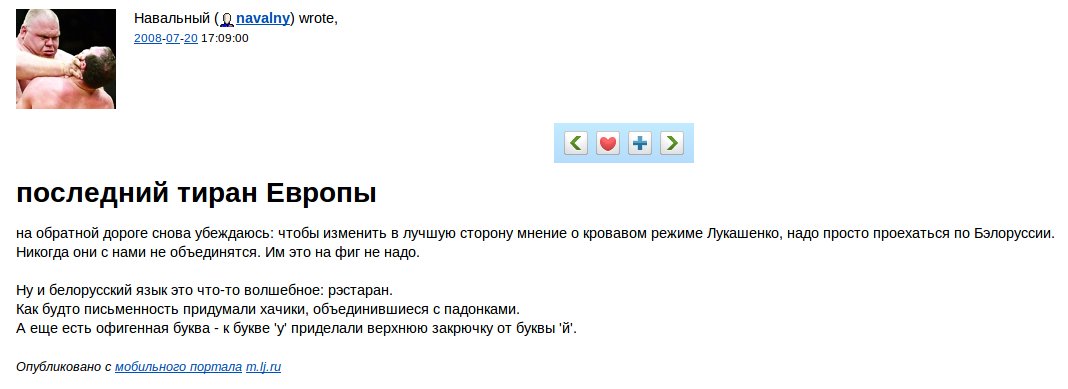 Навальный (navalny) wrote,
2008-07-20 17:09:00
последний тиран Европы
на обратной дороге снова убеждаюсь: чтобы изменить в лучшую сторону мнение о кровавом режиме Лукашенко, надо просто проехаться по Бэлоруссии.
Никогда они с нами не объединятся. Им это на фиг не надо.
Ну и белорусский язык это что-то волшебное: рэстаран.
Как будто письменность придумали хачики, объединившиеся с падонками.
А еще есть офигенная буква - к букве 'у' приделали верхнюю закрючку от буквы 'й'.
Опубликовано с мобильного портала m.lj.ru